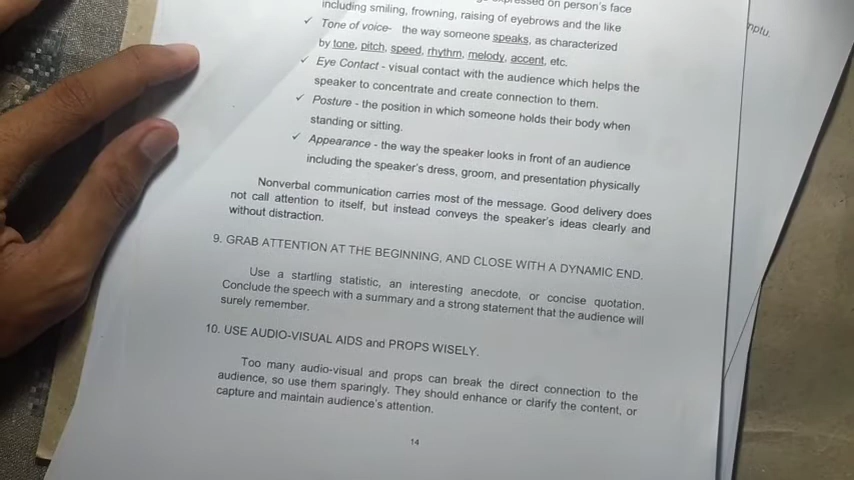 expressed on person's face
including smiling, frowning, raising of eyebrows and the like
✓ Tone of voice- the way someone speaks, as characterized
by tone, pitch, speed, rhythm, melody, accent, etc.
✓ Eye Contact - visual contact with the audience which helps the
speaker to concentrate and create connection to them.
✓ Posture - the position in which someone holds their body when
standing or sitting.
✓ Appearance - the way the speaker looks in front of an audience
including the speaker's dress, groom, and presentation physically
Nonverbal communication carries most of the message. Good delivery does
not call attention to itself, but instead conveys the speaker's ideas clearly and
without distraction.
9. GRAB ATTENTION AT THE BEGINNING, AND CLOSE WITH A DYNAMIC END.
Use a startling statistic, an interesting anecdote, or concise quotation,
Conclude the speech with a summary and a strong statement that the audience will
surely remember.
10. USE AUDIO-VISUAL AIDS and PROPS WISELY.
Too many audio-visual and props can break the direct connection to the
audience, so use them sparingly. They should enhance or clarify the content, or
capture and maintain audience's attention.
14